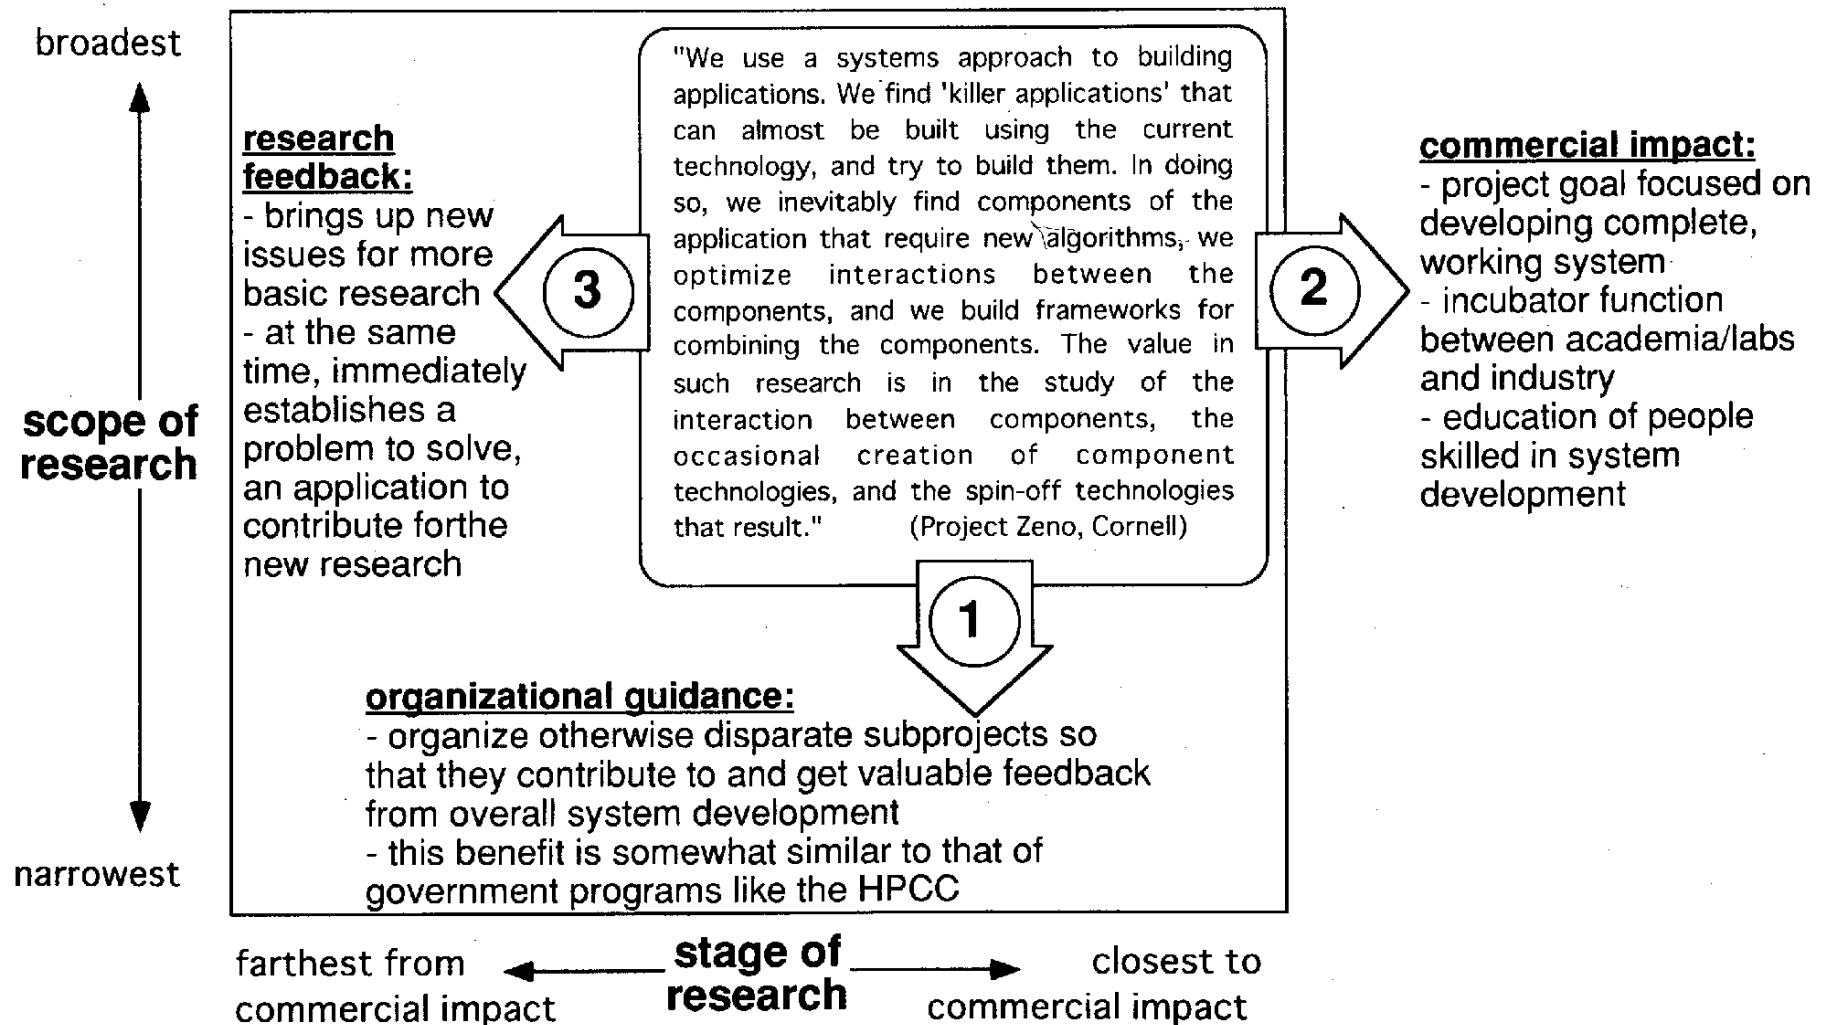 broadest
scope of
research
narrowest
research
feedback:
- brings up new
issues for more
basic research
- at the same
time, immediately
establishes a
problem to solve,
an application to
contribute forthe
new research
3
"We use a systems approach to building
applications. We find 'killer applications' that
can almost be built using the current
technology, and try to build them. In doing
so, we inevitably find components of the
application that require new algorithms, we
optimize interactions between the
components, and we build frameworks for
combining the components. The value in
such research is in the study of the
interaction between components, the
occasional creation of component
technologies, and the spin-off technologies
that result." (Project Zeno, Cornell)
2
commercial impact:
- project goal focused on
developing complete,
working system
- incubator function
between academia/labs
and industry
- education of people
skilled in system
development
1
organizational guidance:
- organize otherwise disparate subprojects so
that they contribute to and get valuable feedback
from overall system development
- this benefit is somewhat similar to that of
government programs like the HPCC
farthest from
commercial impact
stage of
research
closest to
commercial impact